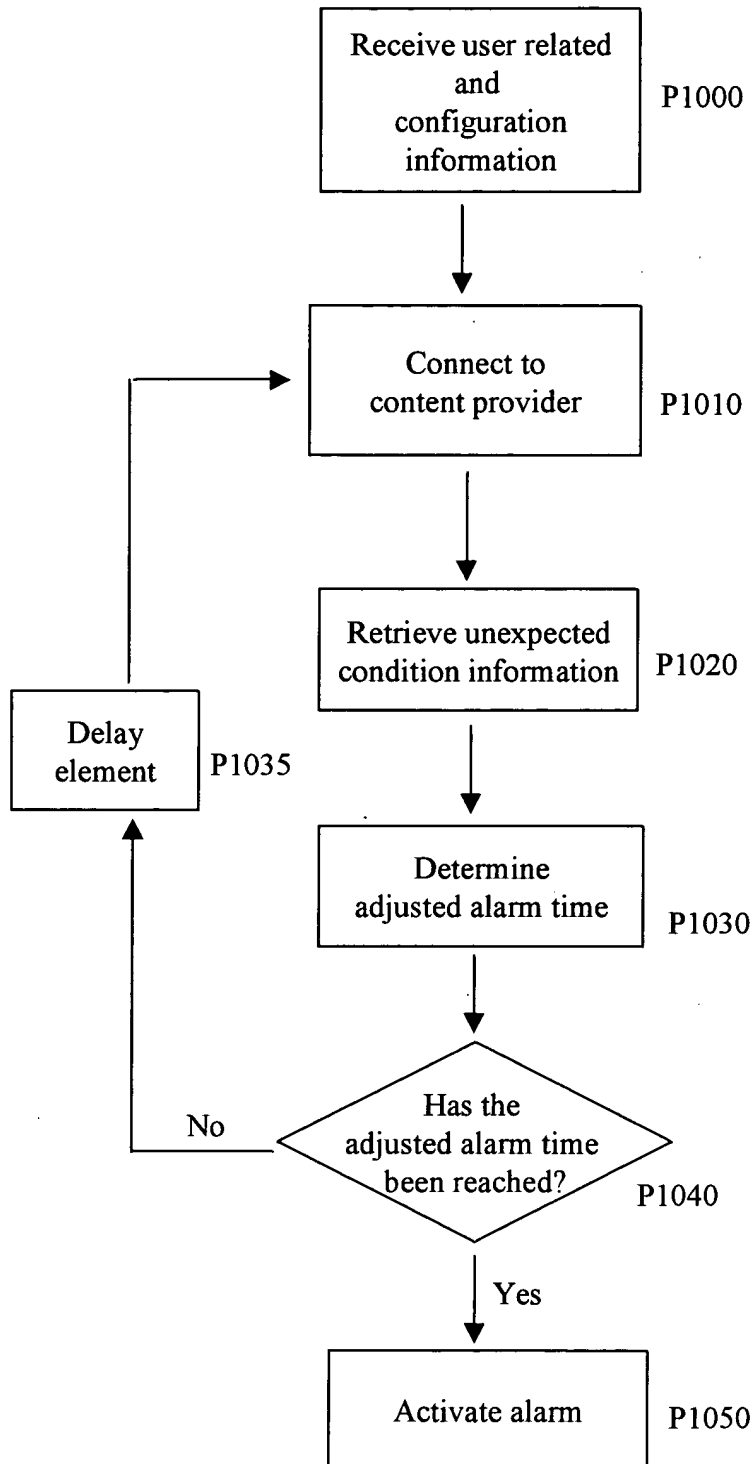 Receive user related
and
configuration
information
P1000
Connect to
content provider
P1010
Retrieve unexpected
condition information
P1020
Delay
element
P1035
Determine
adjusted alarm time
P1030
Has the
adjusted alarm time
been reached?
P1040
No
Yes
Activate alarm
P1050